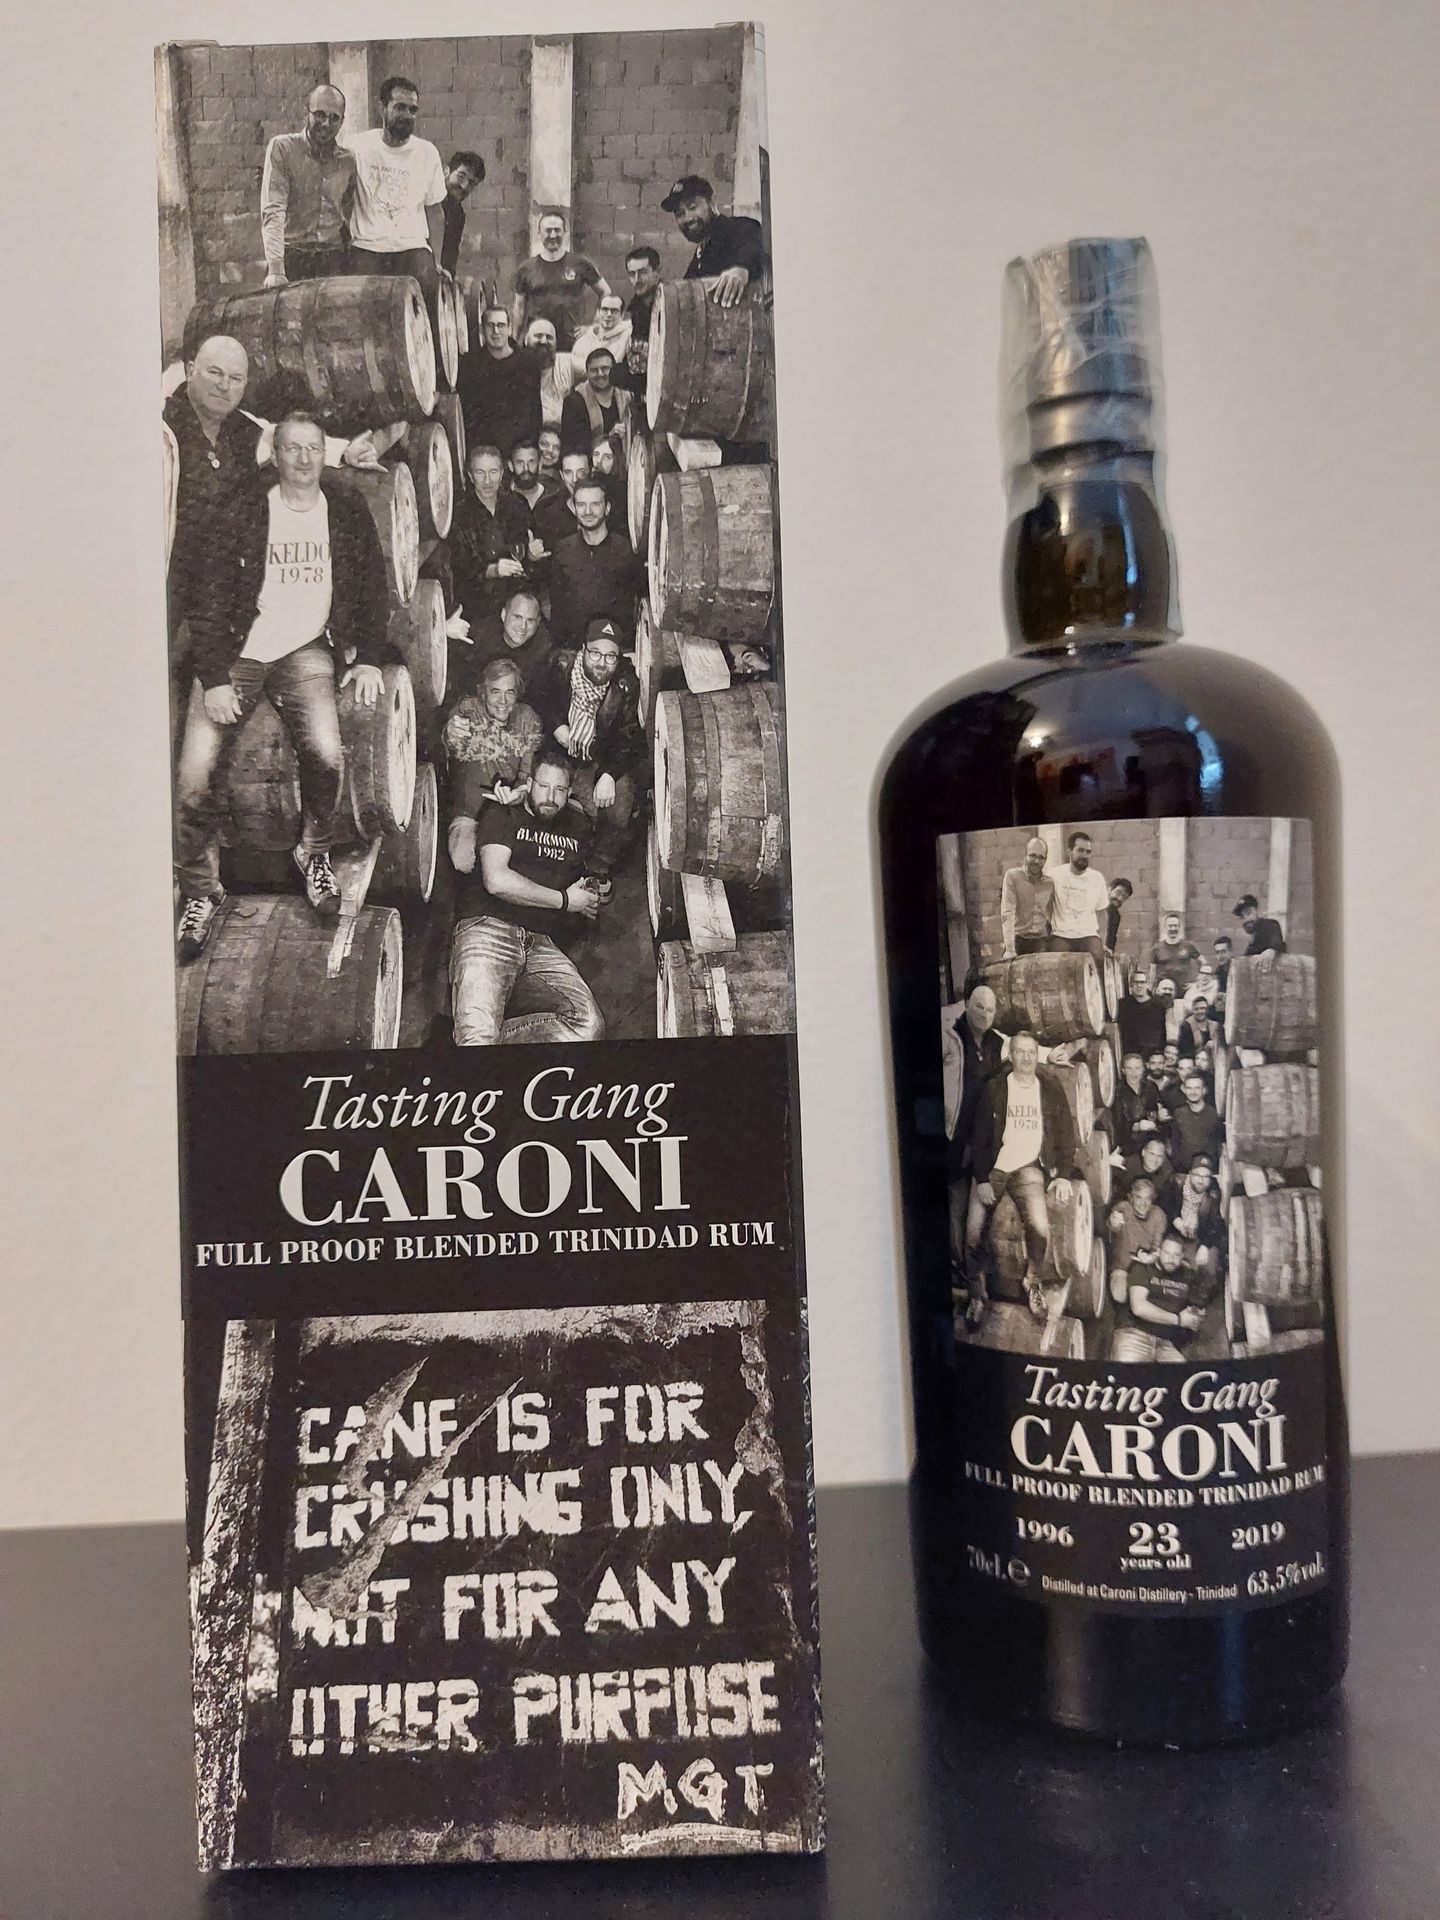 KELDO
1978
BLAIRMONT
1982
Tasting Gang
CARONI
FULL PROOF BLENDED TRINIDAD RUM
CANE IS FOR
CRUSHING ONLY,
NOT FOR ANY
OTHER PURPOSE
MGT
KELDO
1978
BLAIRMONT
1982
Tasting Gang
CARONI
FULL PROOF BLENDED TRINIDAD RUM
1996 23 2019
years old
70cl. ℮ Distilled at Caroni Distillery - Trinidad 63,5%vol.